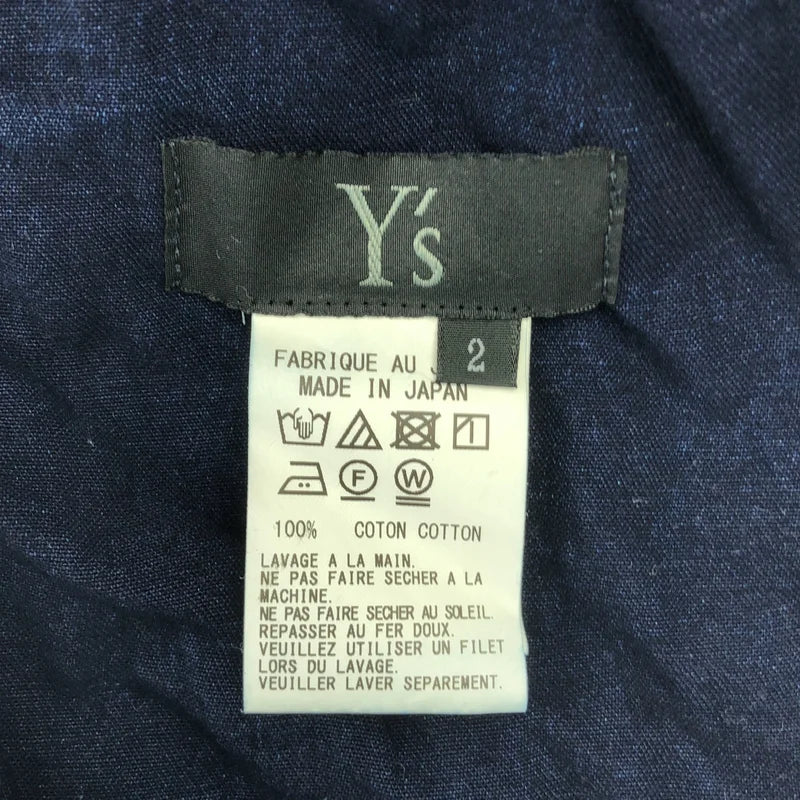 Y's
2
FABRIQUE AU
MADE IN JAPAN
F W
100% COTON COTTON
LAVAGE A LA MAIN.
NE PAS FAIRE SECHER A LA
MACHINE.
NE PAS FAIRE SECHER AU SOLEIL.
REPASSER AU FER DOUX.
VEUILLEZ UTILISER UN FILET
LORS DU LAVAGE.
VEUILLER LAVER SEPAREMENT.